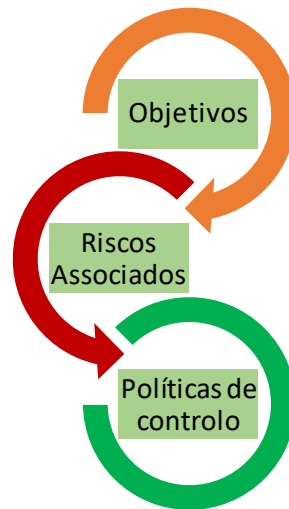 Objetivos
Riscos
Associados
Políticas de
controlo